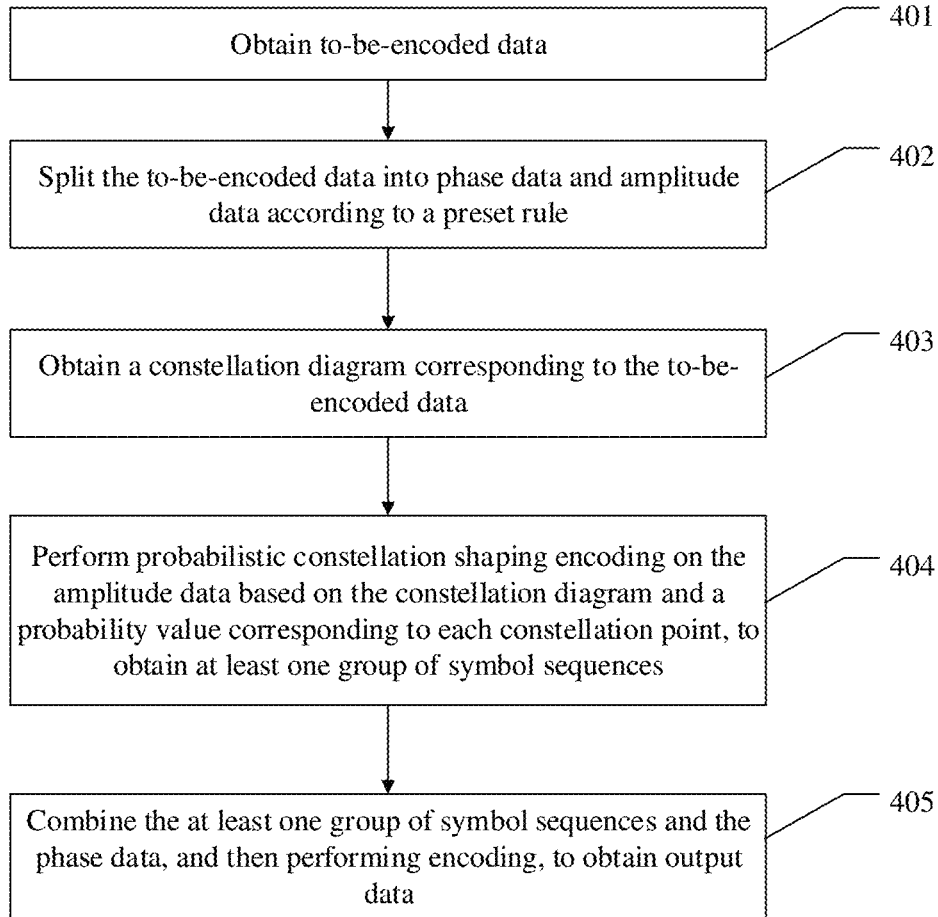 Obtain to-be-encoded data
401
Split the to-be-encoded data into phase data and amplitude
data according to a preset rule
402
Obtain a constellation diagram corresponding to the to-be-
encoded data
403
Perform probabilistic constellation shaping encoding on the
amplitude data based on the constellation diagram and a
probability value corresponding to each constellation point, to
obtain at least one group of symbol sequences
404
Combine the at least one group of symbol sequences and the
phase data, and then performing encoding, to obtain output
data
405